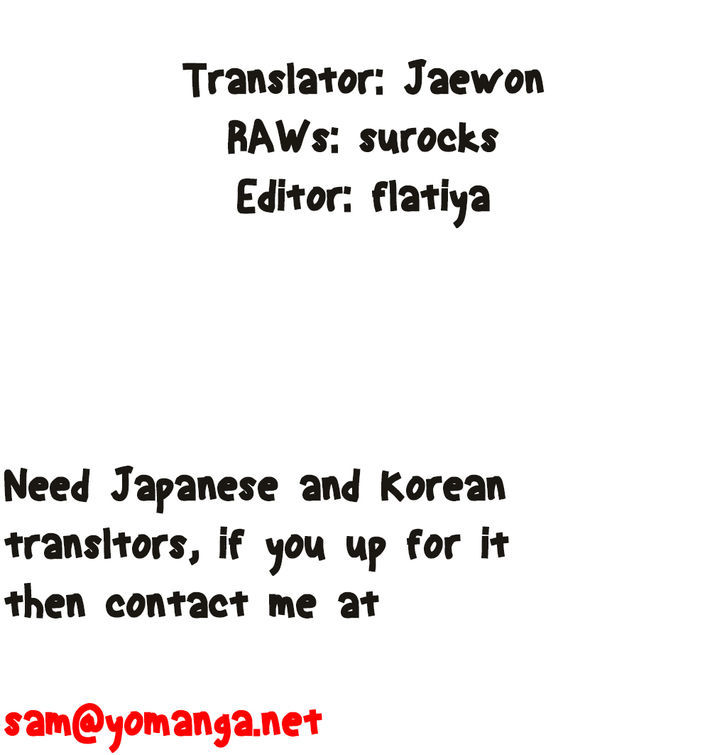 Translator: Jaewon
RAWs: surocks
Editor: flatiya
Need Japanese and Korean
transltors, if you up for it
then contact me at
sam@yomanga.net